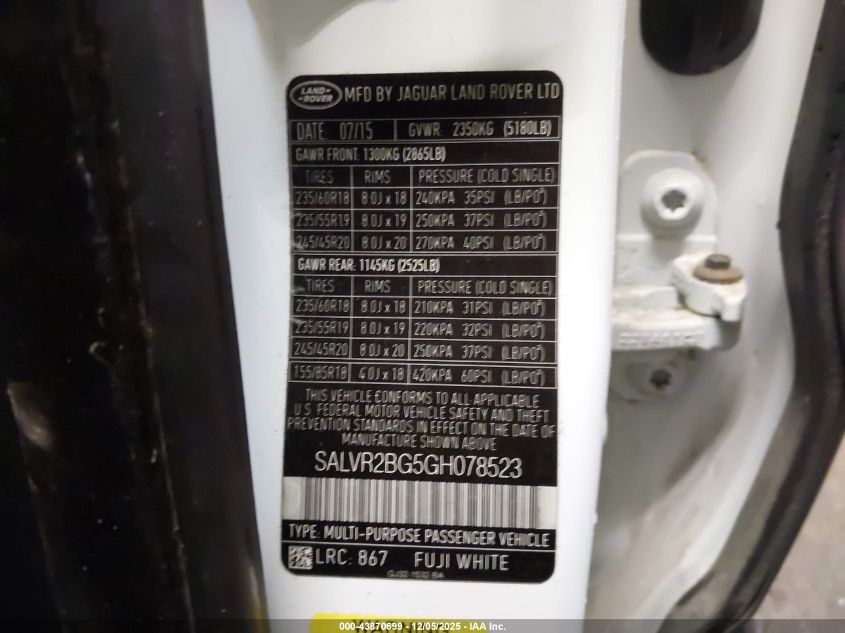 LAND-ROVER MFD BY JAGUAR LAND ROVER LTD
DATE: 07/15 GVWR: 2350KG (5180LB)
GAWR FRONT: 1300KG (2865LB)
TIRES RIMS PRESSURE (COLD SINGLE)
235/60R18 8.0J x 18 240KPA 35PSI (LB/PO²)
235/55R19 8.0J x 19 250KPA 37PSI (LB/PO²)
245/45R20 8.0J x 20 270KPA 40PSI (LB/PO²)
GAWR REAR: 1145KG (2525LB)
TIRES RIMS PRESSURE (COLD SINGLE)
235/60R18 8.0J x 18 210KPA 31PSI (LB/PO²)
235/55R19 8.0J x 19 220KPA 32PSI (LB/PO²)
245/45R20 8.0J x 20 250KPA 37PSI (LB/PO²)
155/85R18 4.0J x 18 420KPA 60PSI (LB/PO²)
THIS VEHICLE CONFORMS TO ALL APPLICABLE
U.S. FEDERAL MOTOR VEHICLE SAFETY AND THEFT
PREVENTION STANDARDS IN EFFECT ON THE DATE OF
MANUFACTURE SHOWN ABOVE.
SALVR2BG5GH078523
TYPE: MULTI-PURPOSE PASSENGER VEHICLE
LRC: 867 FUJI WHITE
000-43870699 - 12/05/2025 - IAA Inc.